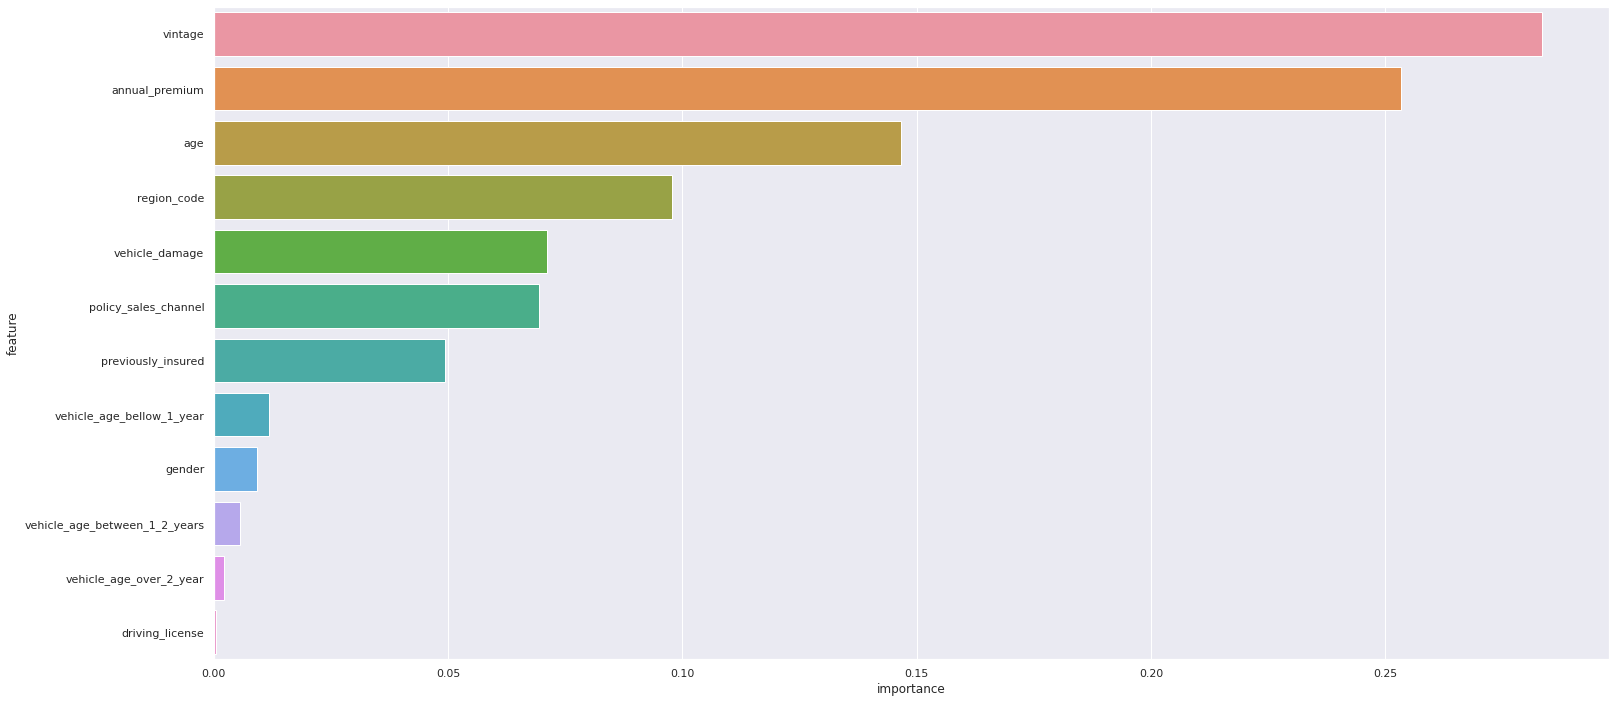 vintage
annual_premium
age
region_code
vehicle_damage
policy_sales_channel
previously_insured
vehicle_age_bellow_1_year
gender
vehicle_age_between_1_2_years
vehicle_age_over_2_year
driving_license
feature
0.00 0.05 0.10 0.15 0.20 0.25
importance